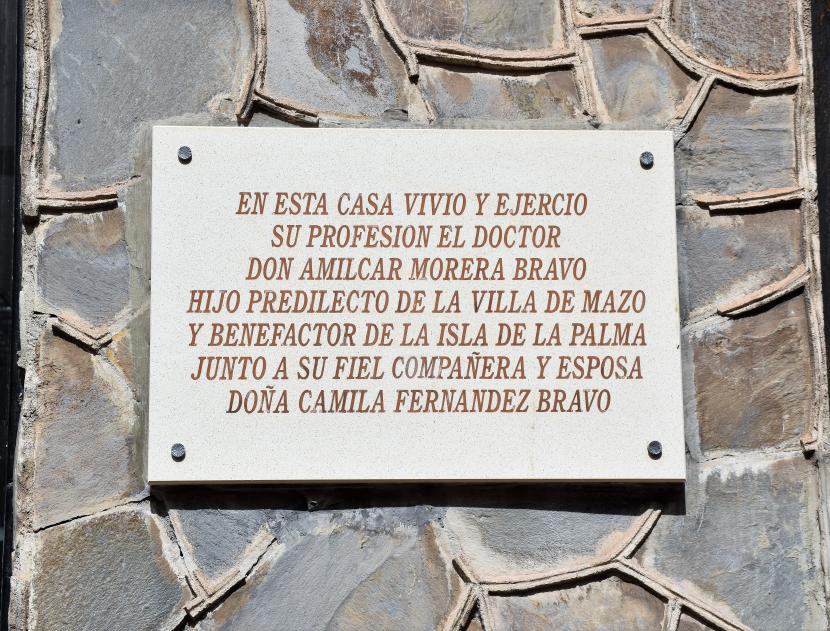 EN ESTA CASA VIVIO Y EJERCIO
SU PROFESION EL DOCTOR
DON AMILCAR MORERA BRAVO
HIJO PREDILECTO DE LA VILLA DE MAZO
Y BENEFACTOR DE LA ISLA DE LA PALMA
JUNTO A SU FIEL COMPAÑERA Y ESPOSA
DOÑA CAMILA FERNANDEZ BRAVO